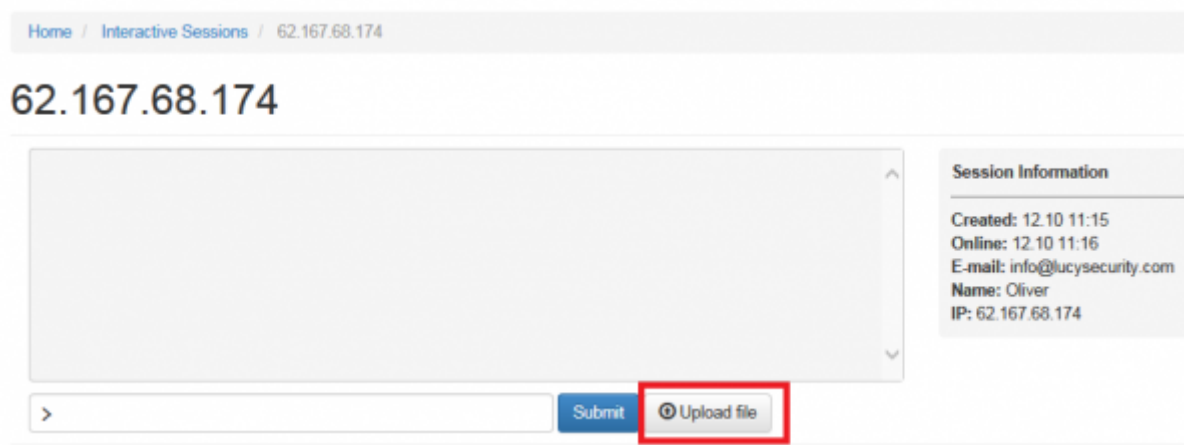 Home / Interactive Sessions / 62.167.68.174
62.167.68.174
Session Information
Created: 12.10 11:15
Online: 12.10 11:16
E-mail: info@lucysecurity.com
Name: Oliver
IP: 62.167.68.174
> Submit Upload file